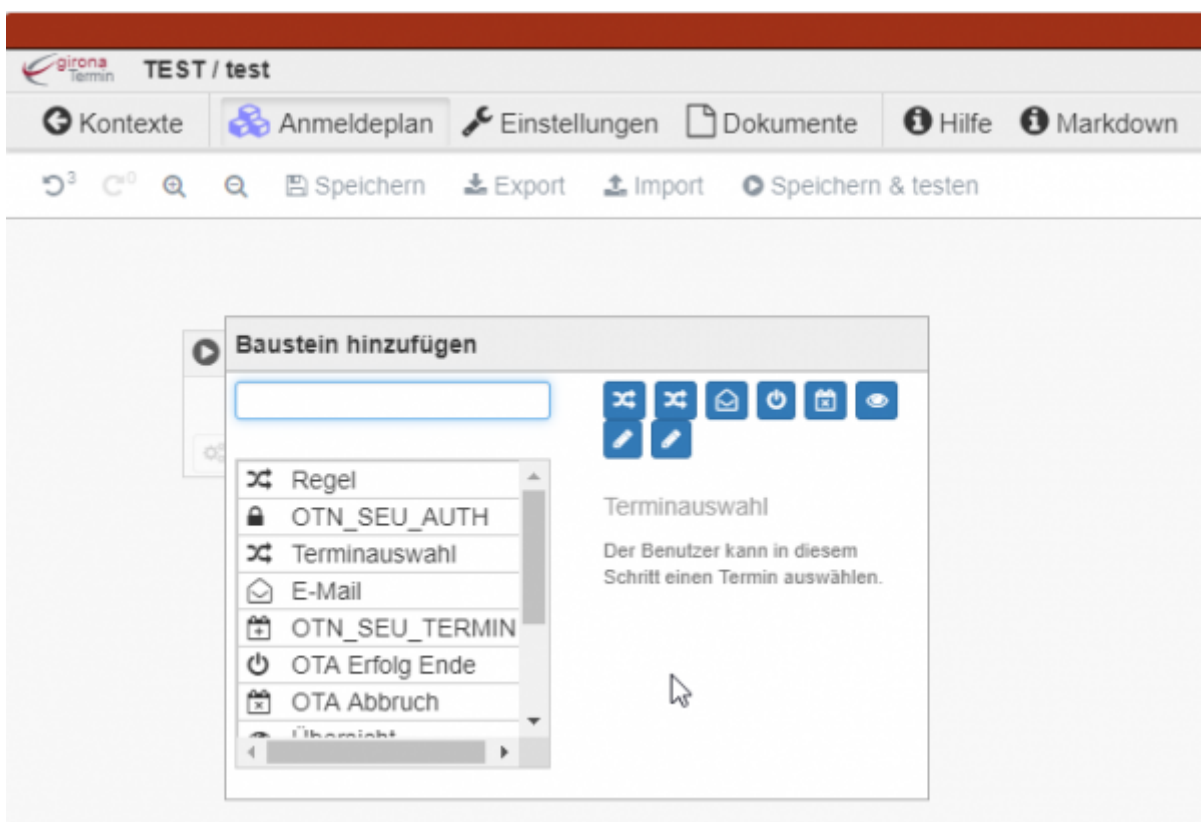 girona
Termin
TEST / test
Kontexte Anmeldeplan Einstellungen Dokumente Hilfe Markdown
3 0 Speichern Export Import Speichern & testen
Baustein hinzufügen
Regel
OTN_SEU_AUTH
Terminauswahl
E-Mail
OTN_SEU_TERMIN
OTA Erfolg Ende
OTA Abbruch
Übersicht
Terminauswahl
Der Benutzer kann in diesem
Schritt einen Termin auswählen.